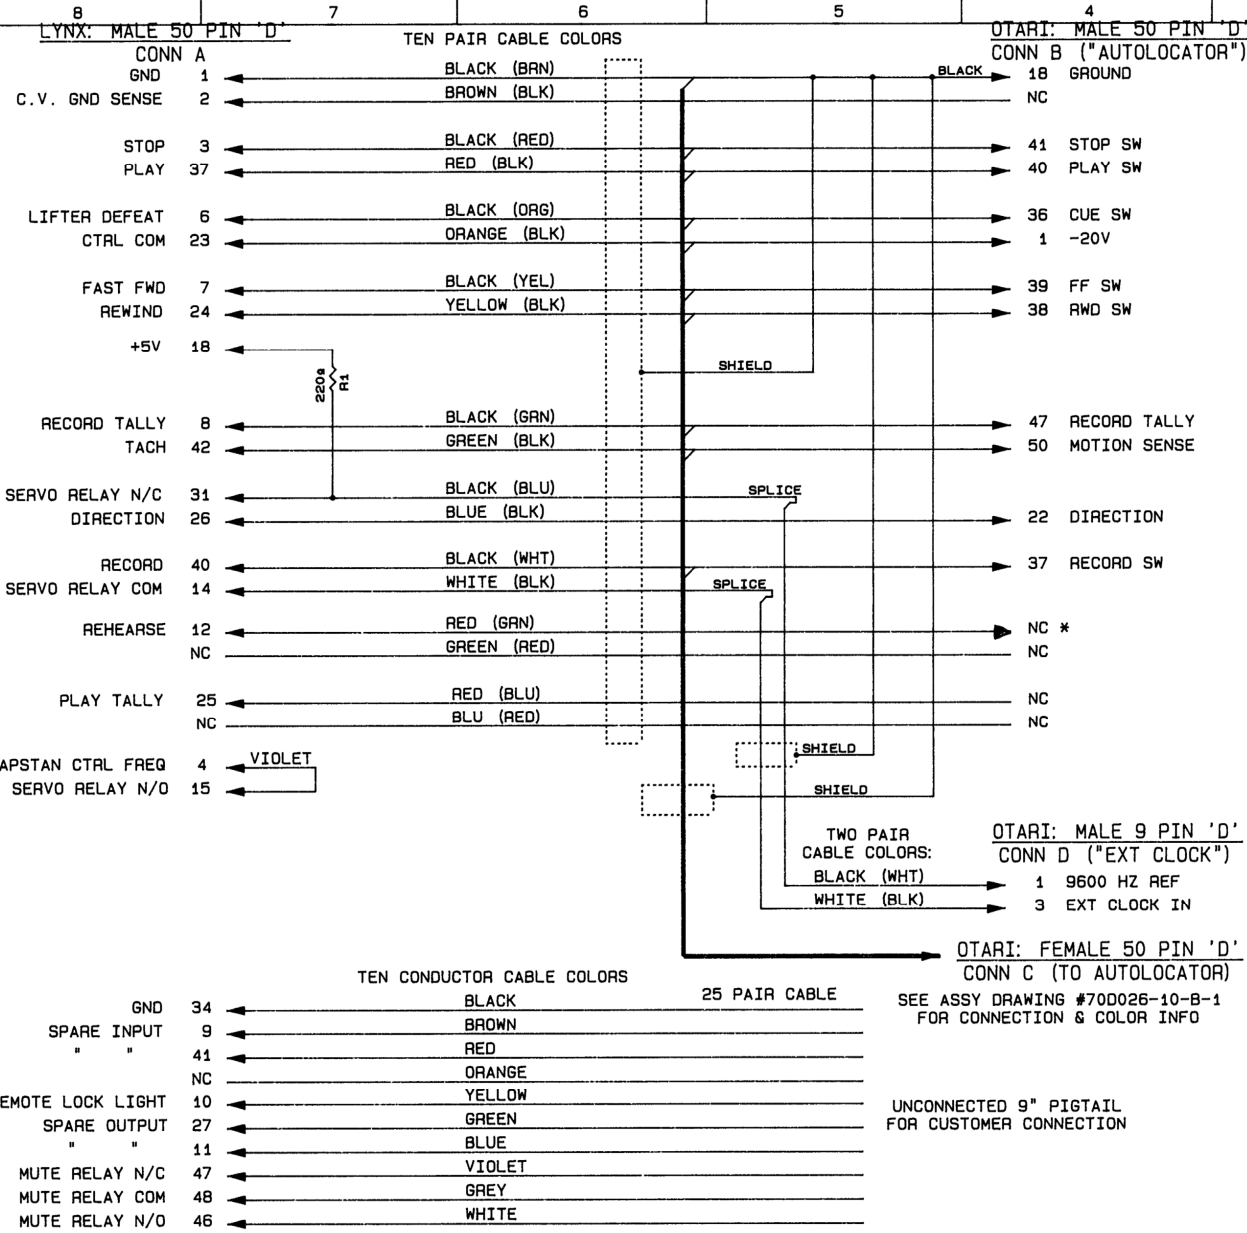 8 7 6 5 4
LYNX: MALE 50 PIN 'D' TEN PAIR CABLE COLORS OTARI: MALE 50 PIN 'D'
CONN A CONN B ("AUTOLOCATOR")
GND 1 BLACK (BRN) BLACK 18 GROUND
C.V. GND SENSE 2 BROWN (BLK) NC
STOP 3 BLACK (RED) 41 STOP SW
PLAY 37 RED (BLK) 40 PLAY SW
LIFTER DEFEAT 6 BLACK (ORG) 36 CUE SW
CTRL COM 23 ORANGE (BLK) 1 -20V
FAST FWD 7 BLACK (YEL) 39 FF SW
REWIND 24 YELLOW (BLK) 38 RWD SW
+5V 18
SHIELD
220Ω R1
RECORD TALLY 8 BLACK (GRN) 47 RECORD TALLY
TACH 42 GREEN (BLK) 50 MOTION SENSE
SERVO RELAY N/C 31 BLACK (BLU) SPLICE
DIRECTION 26 BLUE (BLK) 22 DIRECTION
RECORD 40 BLACK (WHT) 37 RECORD SW
SERVO RELAY COM 14 WHITE (BLK) SPLICE
REHEARSE 12 RED (GRN) NC *
NC GREEN (RED) NC
PLAY TALLY 25 RED (BLU) NC
NC BLU (RED) NC
SHIELD
APSTAN CTRL FREQ 4 VIOLET
SERVO RELAY N/O 15 SHIELD
TWO PAIR OTARI: MALE 9 PIN 'D'
CABLE COLORS: CONN D ("EXT CLOCK")
BLACK (WHT) 1 9600 HZ REF
WHITE (BLK) 3 EXT CLOCK IN
OTARI: FEMALE 50 PIN 'D'
TEN CONDUCTOR CABLE COLORS CONN C (TO AUTOLOCATOR)
GND 34 BLACK 25 PAIR CABLE SEE ASSY DRAWING #700026-10-B-1
SPARE INPUT 9 BROWN FOR CONNECTION & COLOR INFO
" " 41 RED
NC ORANGE
EMOTE LOCK LIGHT 10 YELLOW UNCONNECTED 9" PIGTAIL
SPARE OUTPUT 27 GREEN FOR CUSTOMER CONNECTION
" " 11 BLUE
MUTE RELAY N/C 47 VIOLET
MUTE RELAY COM 48 GREY
MUTE RELAY N/O 46 WHITE